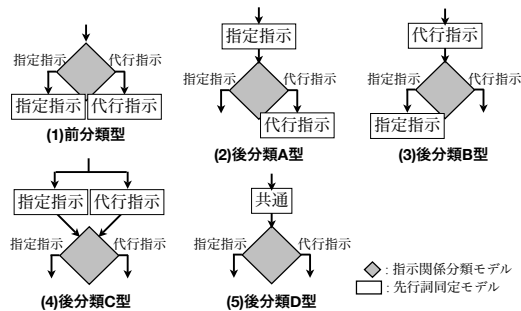 指定指示 代行指示
指定指示 代行指示
(1)前分類型
指定指示
指定指示 代行指示
代行指示
(2)後分類A型
代行指示
指定指示 代行指示
指定指示
(3)後分類B型
指定指示 代行指示
指定指示 代行指示
(4)後分類C型
共通
指定指示 代行指示
(5)後分類D型
: 指示関係分類モデル
: 先行詞同定モデル